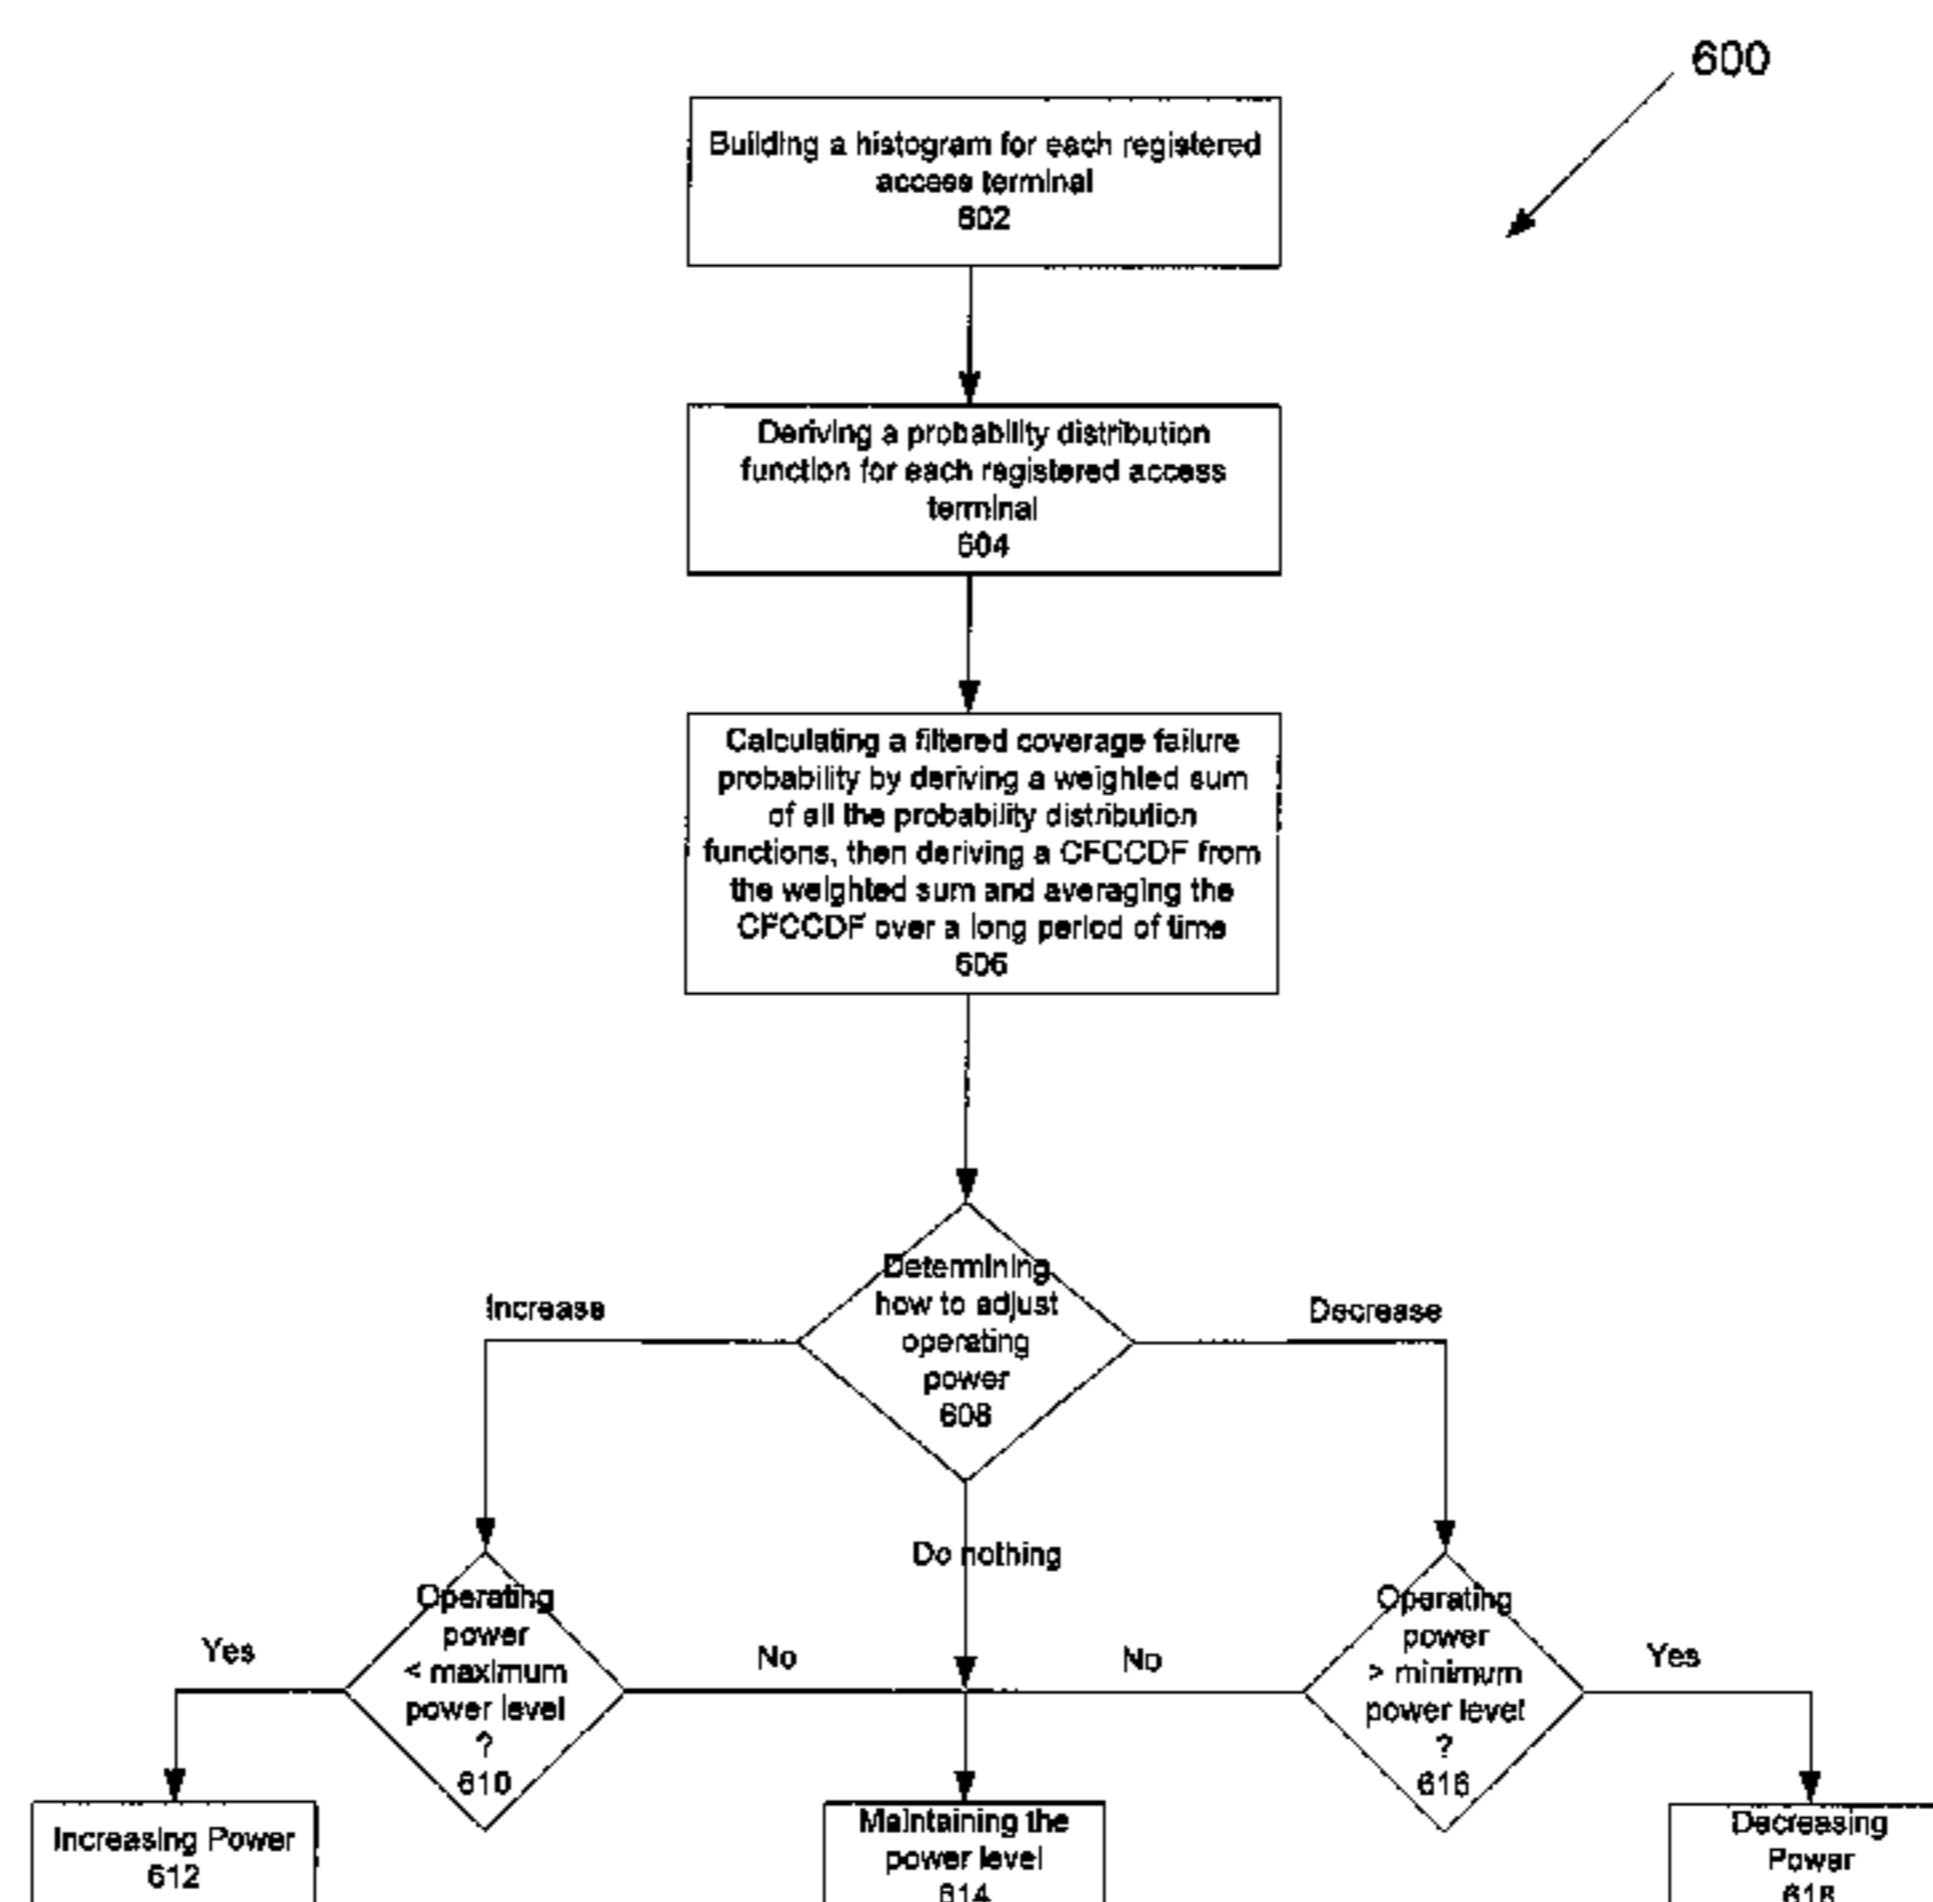 600
Building a histogram for each registered
access terminal
602
Deriving a probability distribution
function for each registered access
terminal
604
Calculating a filtered coverage failure
probability by deriving a weighted sum
of all the probability distribution
functions, then deriving a CFCCDF from
the weighted sum and averaging the
CFCCDF over a long period of time
606
Determining
how to adjust
operating
power
608
Increase
Decrease
Do nothing
Operating
power
< maximum
power level
?
610
Yes
No
Operating
power
> minimum
power level
?
616
No
Yes
Increasing Power
612
Maintaining the
power level
614
Decreasing
Power
618